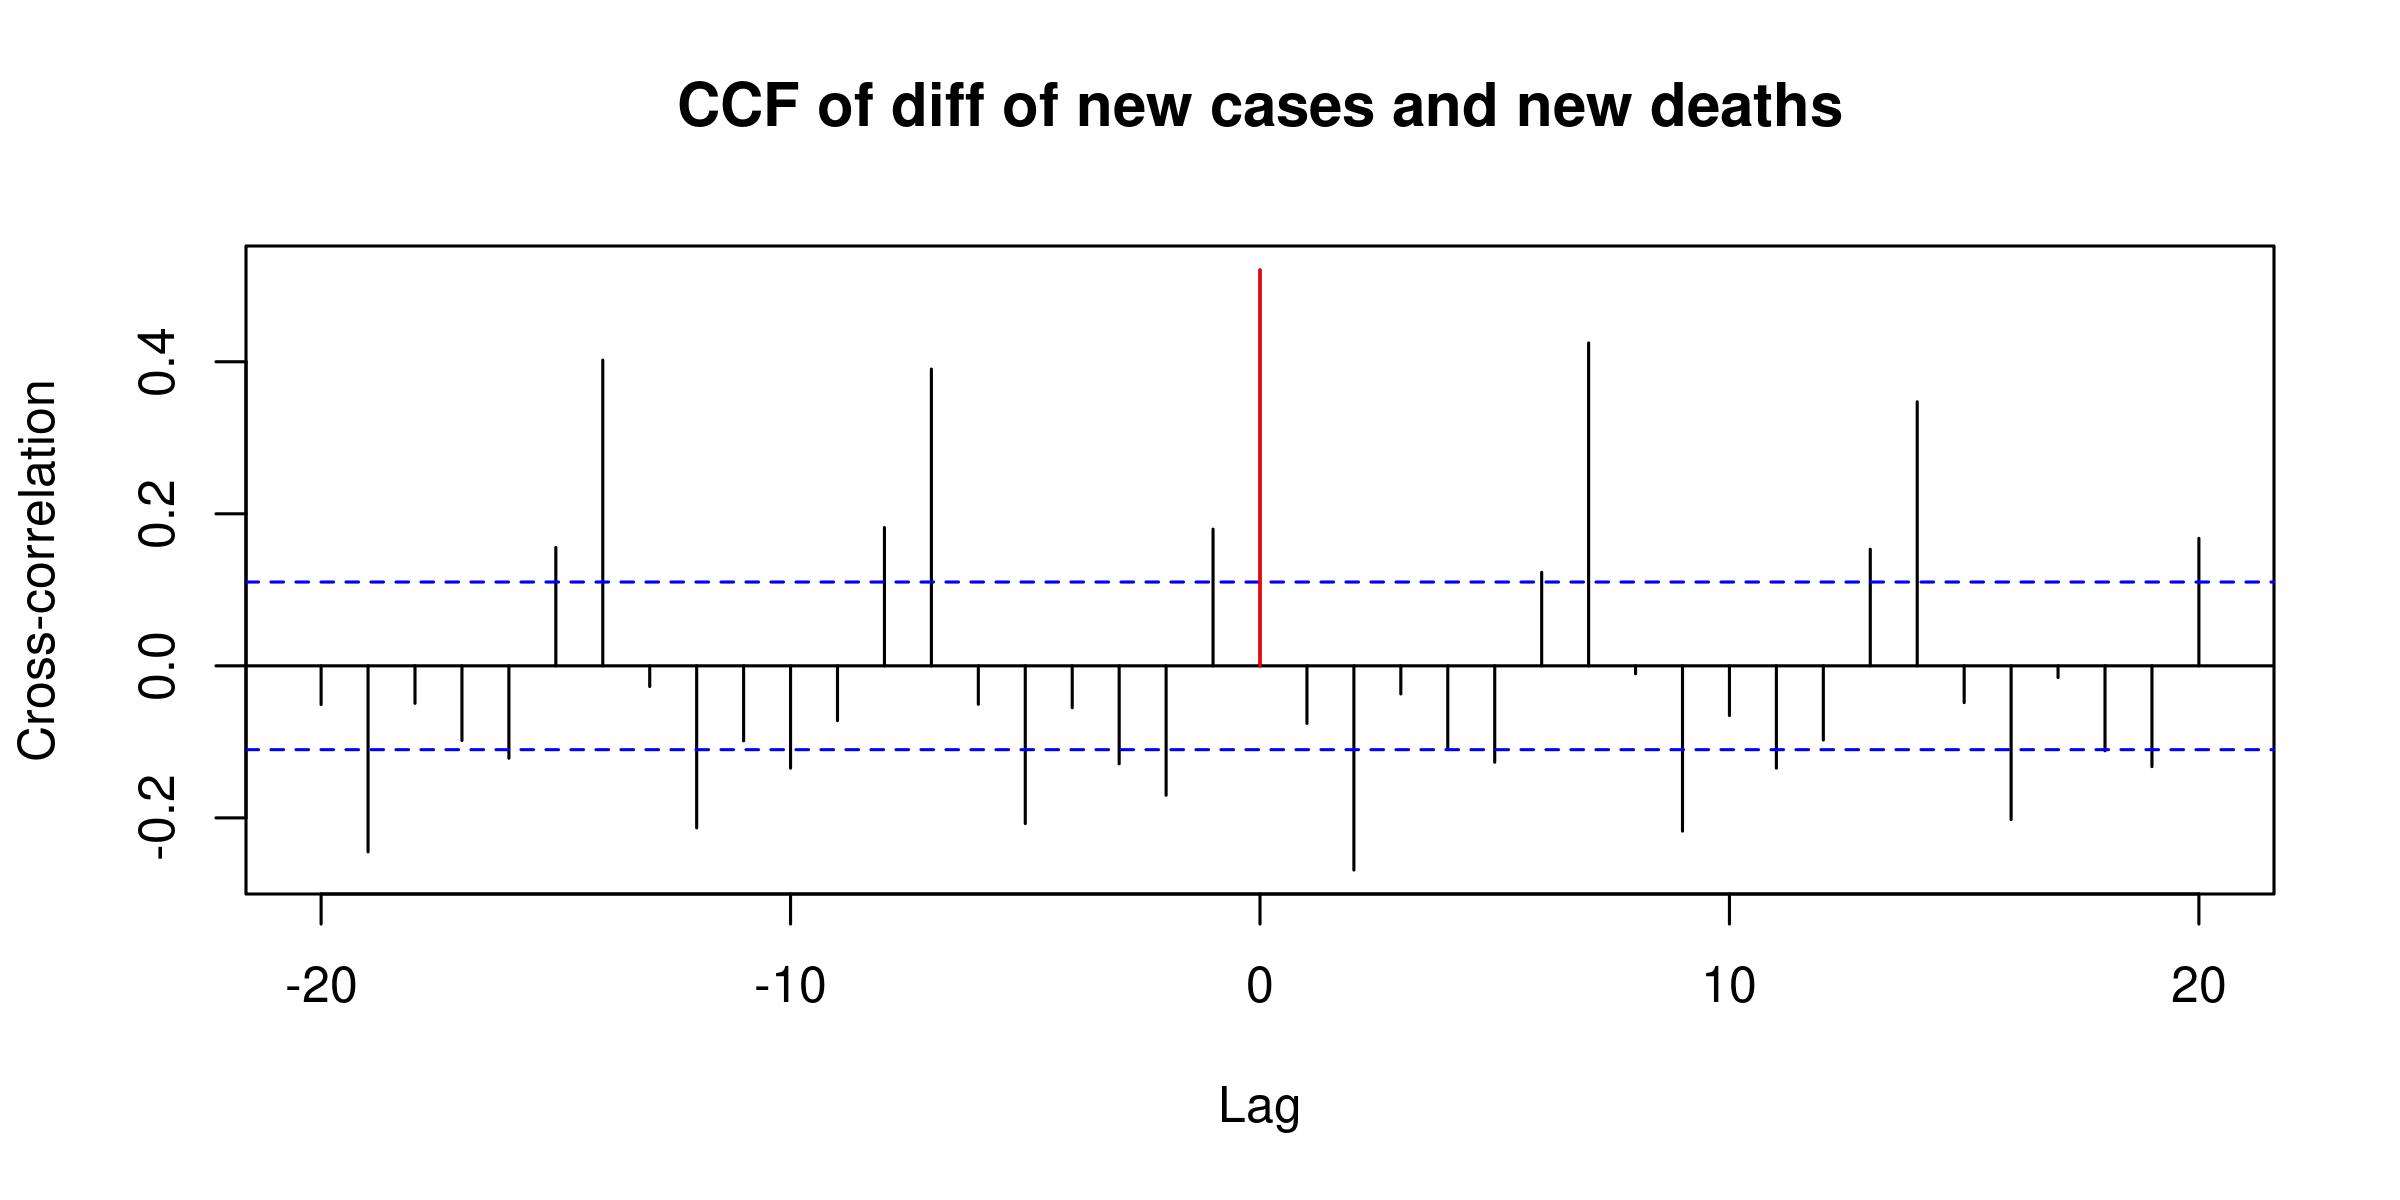 CCF of diff of new cases and new deaths
Cross-correlation
0.4
0.2
0.0
-0.2
-20 -10 0 10 20
Lag